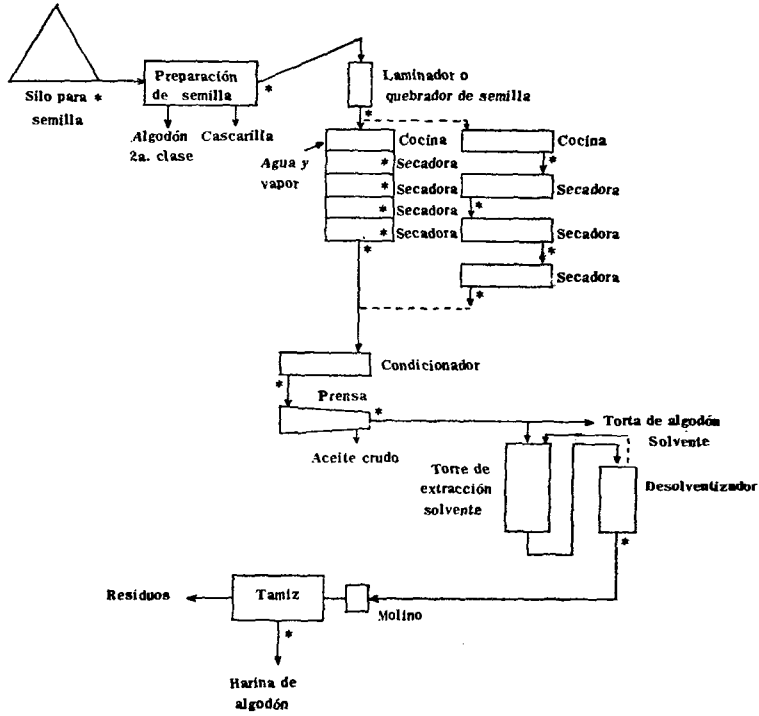 Silo para *
semilla
Preparación
de semilla
*
Algodón
2a. clase
Cascarilla
Laminador o
quebrador de semilla
*
Agua y
vapor
Cocina
* Secadora
* Secadora
* Secadora
* Secadora
*
Cocina
*
Secadora
*
Secadora
*
Secadora
*
Condicionador
*
Prensa
*
Aceite crudo
Torta de algodón
Solvente
Torre de
extracción
solvente
Desolventizador
*
Residuos
Tamiz
Molino
*
Harina de
algodón